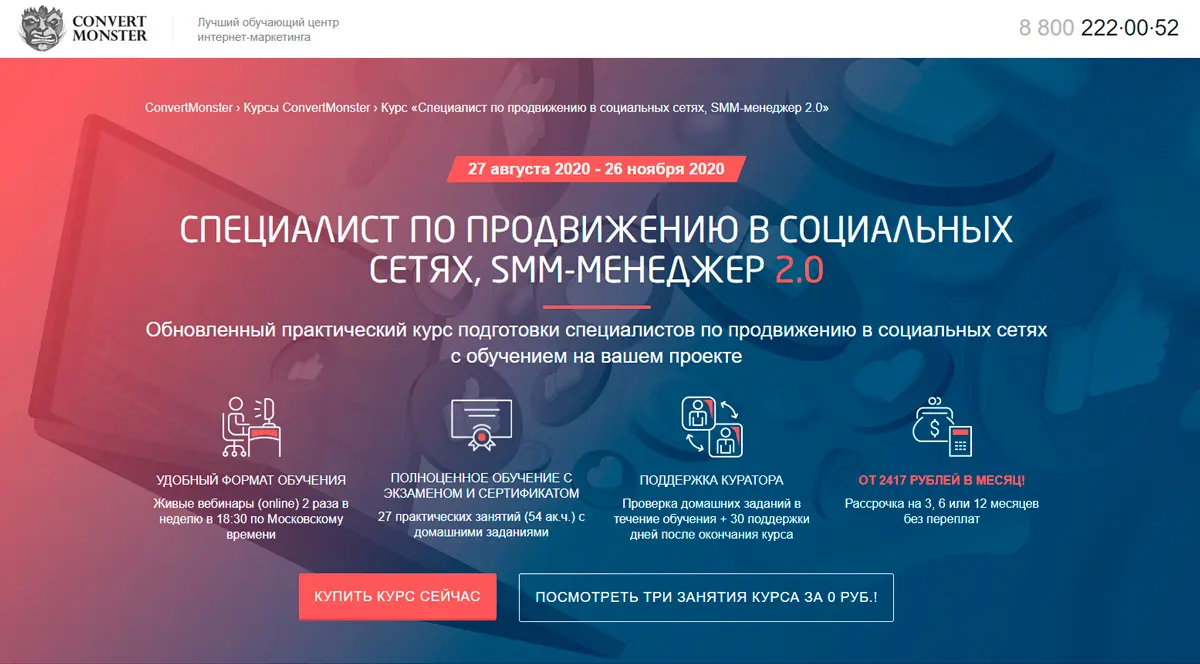 CONVERT
MONSTER
Лучший обучающий центр
интернет-маркетинга
8 800 222·00·52
ConvertMonster › Курсы ConvertMonster › Курс «Специалист по продвижению в социальных сетях, SMM-менеджер 2.0»
27 августа 2020 - 26 ноября 2020
СПЕЦИАЛИСТ ПО ПРОДВИЖЕНИЮ В СОЦИАЛЬНЫХ
СЕТЯХ, SMM-МЕНЕДЖЕР 2.0
Обновленный практический курс подготовки специалистов по продвижению в социальных сетях
с обучением на вашем проекте
УДОБНЫЙ ФОРМАТ ОБУЧЕНИЯ
Живые вебинары (online) 2 раза в
неделю в 18:30 по Московскому
времени
ПОЛНОЦЕННОЕ ОБУЧЕНИЕ С
ЭКЗАМЕНОМ И СЕРТИФИКАТОМ
27 практических занятий (54 ак.ч.) с
домашними заданиями
ПОДДЕРЖКА КУРАТОРА
Проверка домашних заданий в
течение обучения + 30 поддержки
дней после окончания курса
$
ОТ 2417 РУБЛЕЙ В МЕСЯЦ!
Рассрочка на 3, 6 или 12 месяцев
без переплат
КУПИТЬ КУРС СЕЙЧАС
ПОСМОТРЕТЬ ТРИ ЗАНЯТИЯ КУРСА ЗА 0 РУБ.!